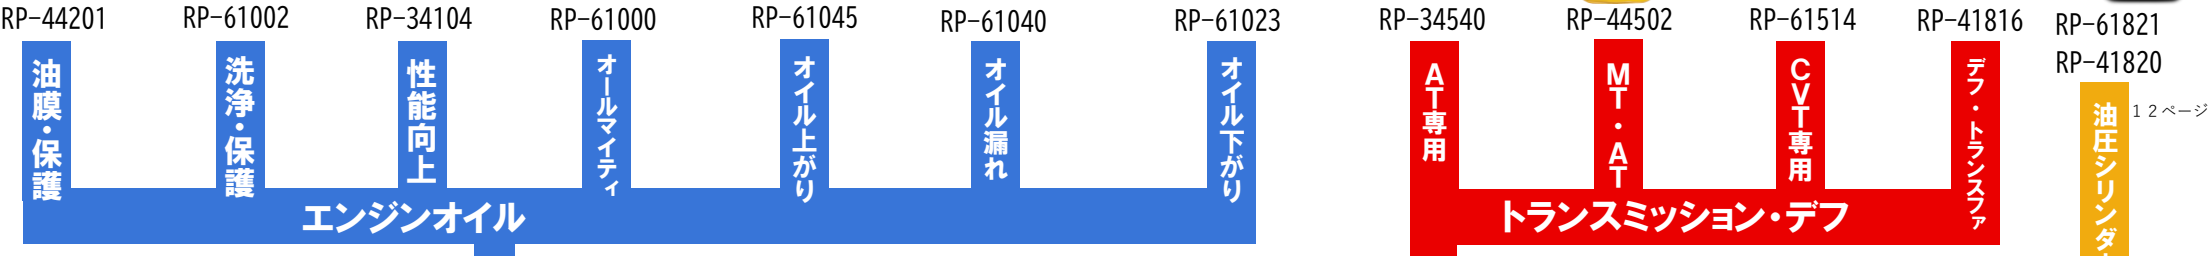 RP-44201
RP-61002
RP-34104
RP-61000
RP-61045
RP-61040
RP-61023
RP-34540
RP-44502
RP-61514
RP-41816
RP-61821
RP-41820
油膜・保護
洗浄・保護
性能向上
オールマイティ
オイル上がり
オイル漏れ
オイル下がり
AT専用
MT・AT
CVT専用
デフ・トランスファ
油圧シリンダ
12ページ
エンジンオイル
トランスミッション・デフ